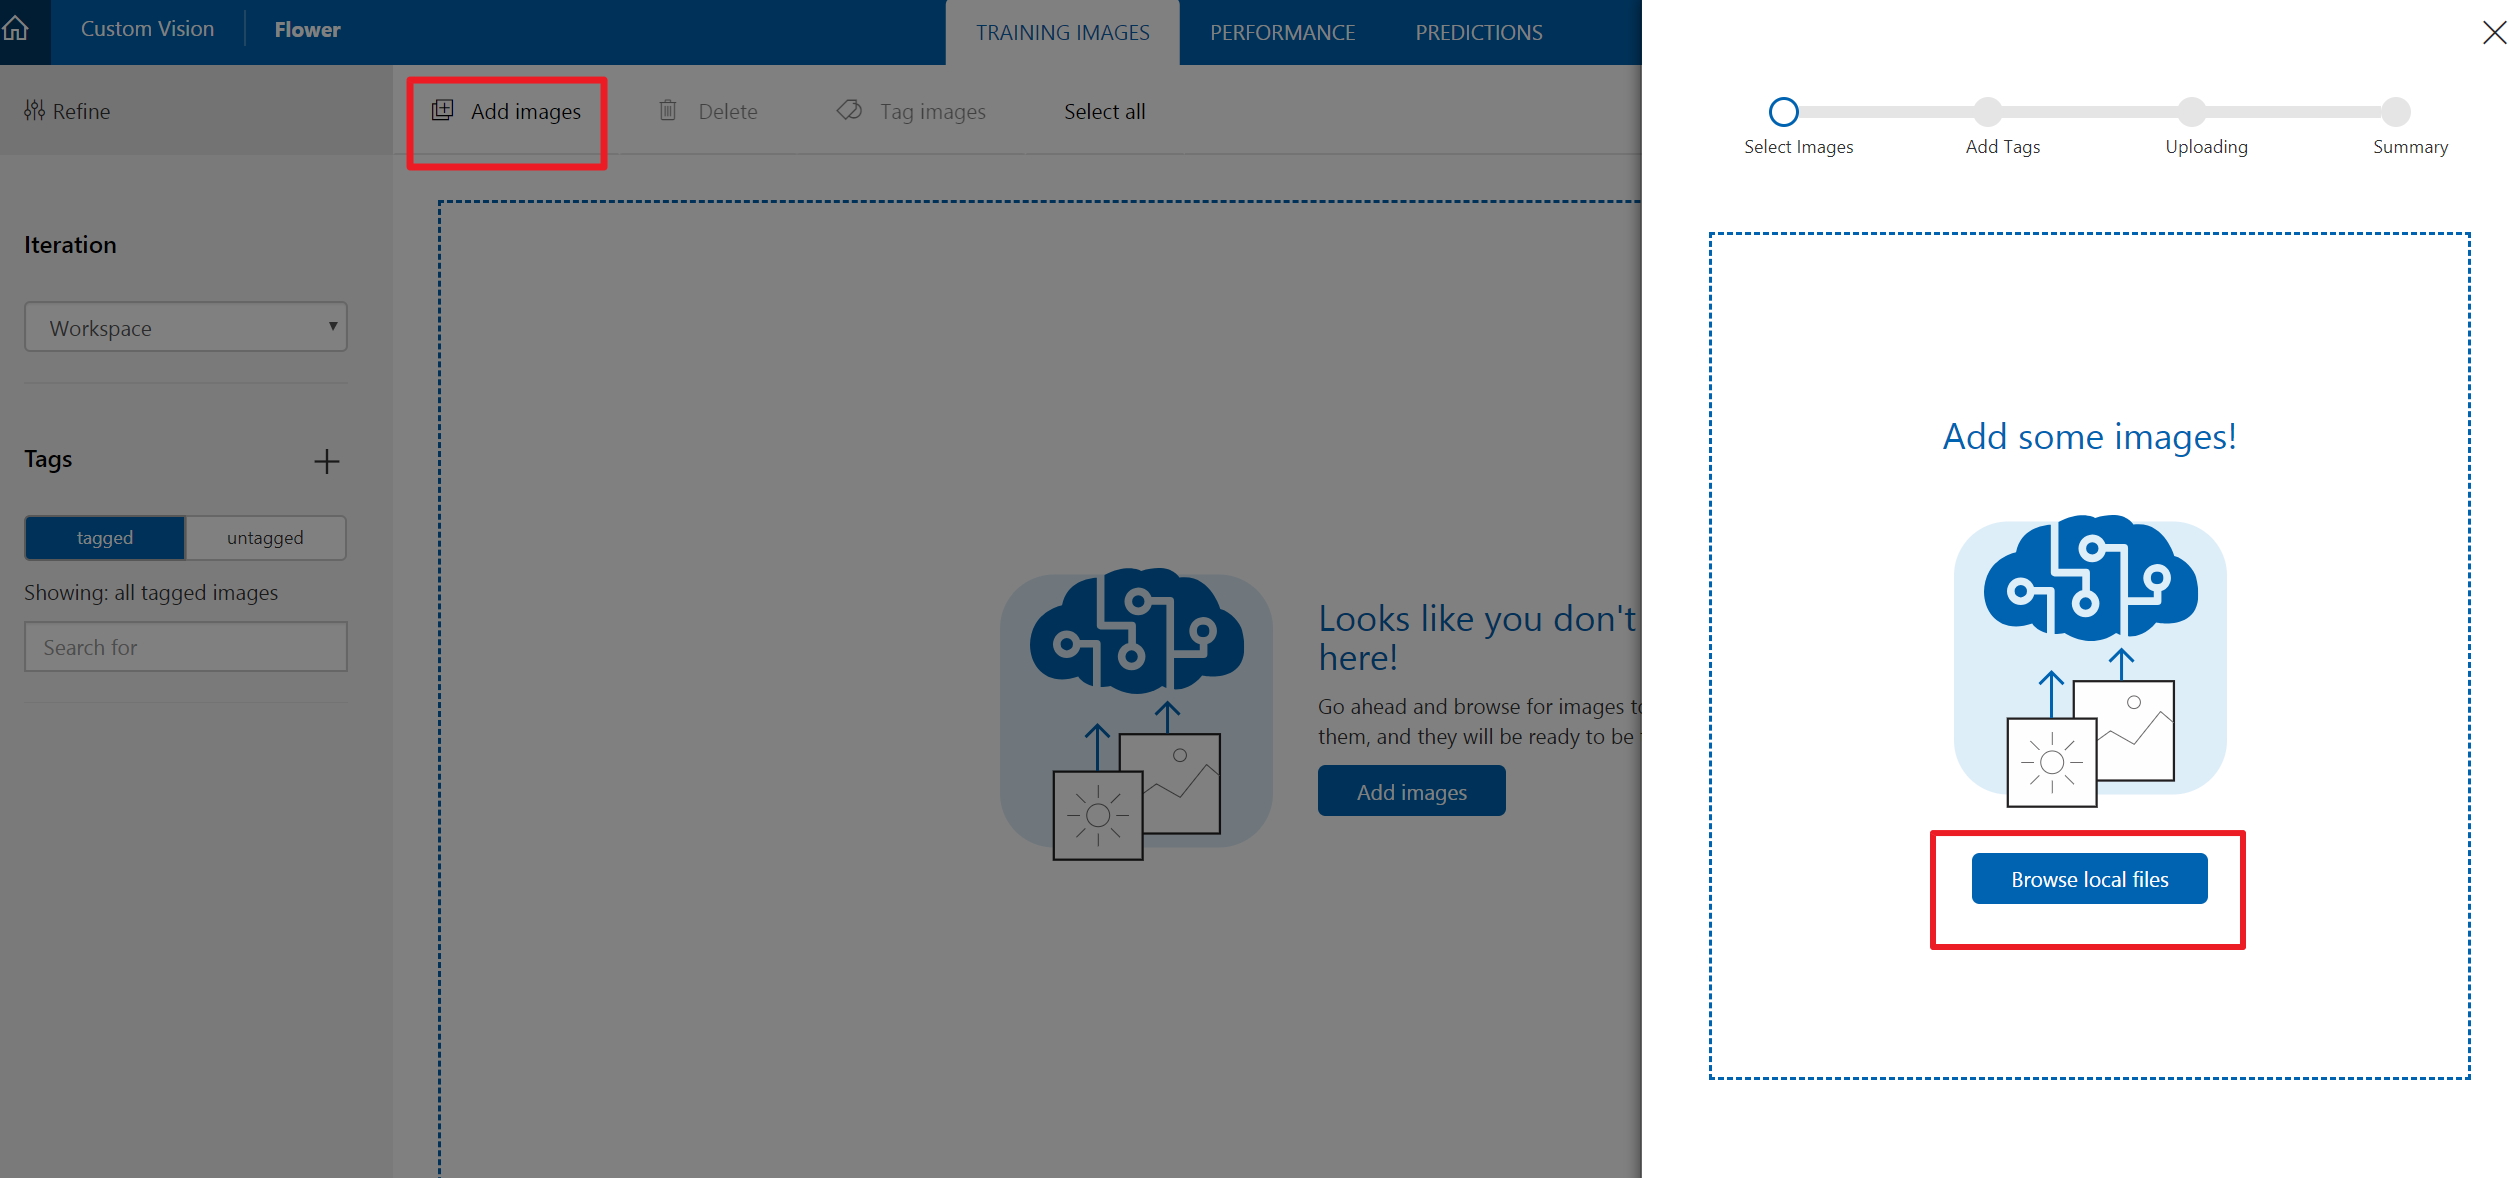 Custom Vision
Flower
TRAINING IMAGES
PERFORMANCE
PREDICTIONS
Refine
Add images
Delete
Tag images
Select all
Iteration
Workspace
Tags
tagged
untagged
Showing: all tagged images
Search for
Looks like you don't
here!
Go ahead and browse for images to
them, and they will be ready to be
Add images
Select Images
Add Tags
Uploading
Summary
Add some images!
Browse local files